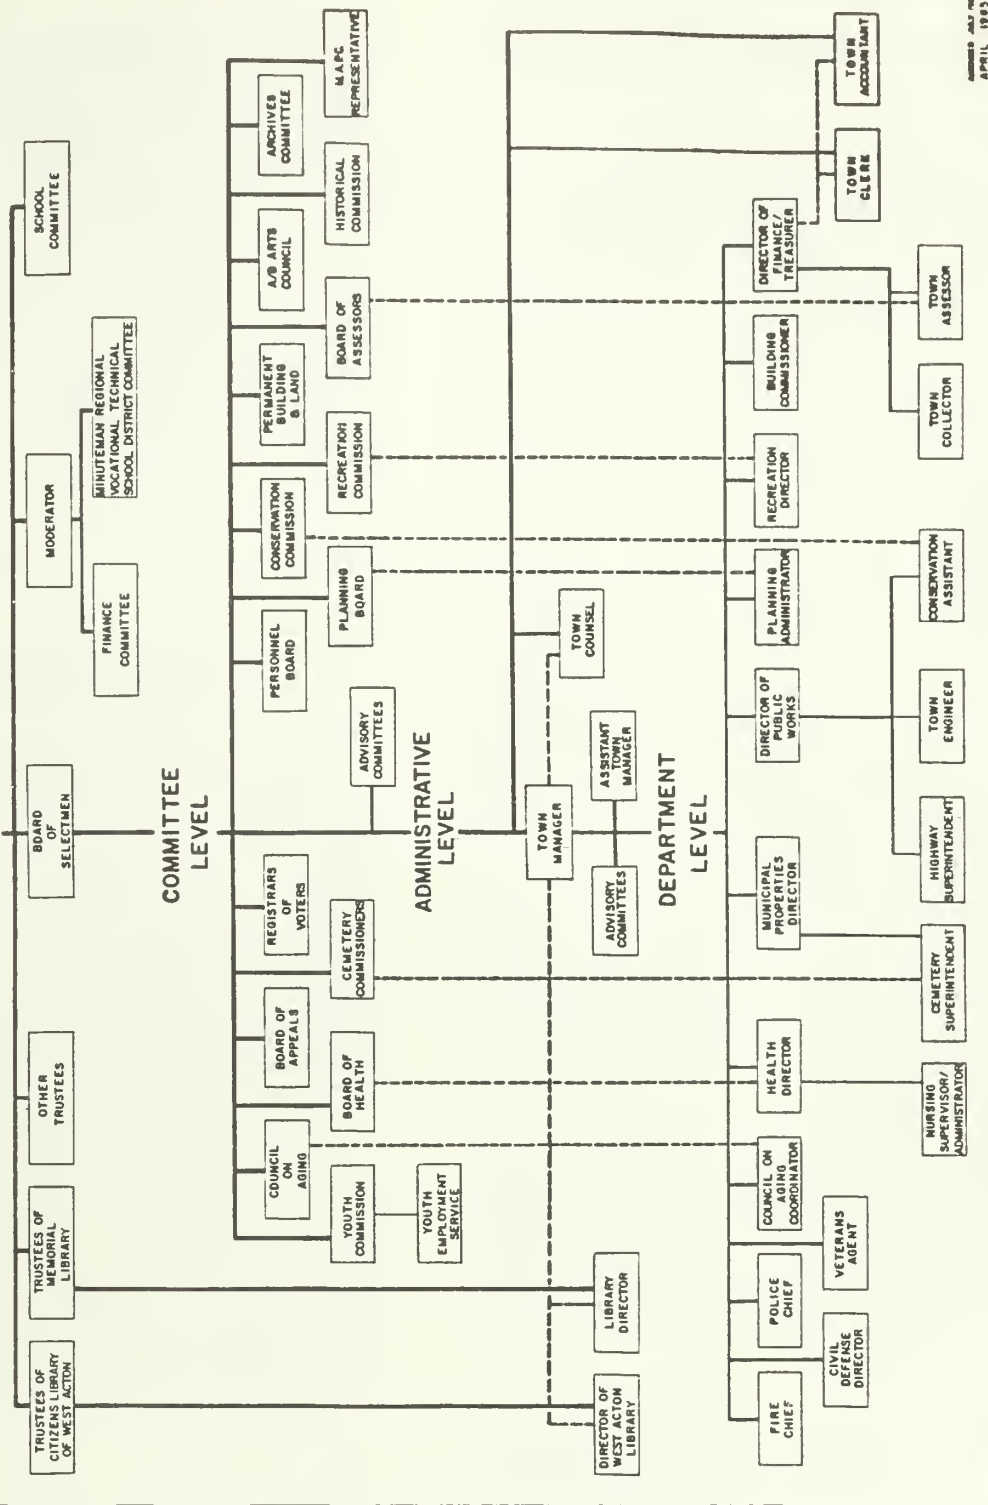 TRUSTEES OF
CITIZENS LIBRARY
OF WEST ACTON
TRUSTEES OF
MEMORIAL
LIBRARY
OTHER
TRUSTEES
BOARD
OF
SELECTMEN
MODERATOR
SCHOOL
COMMITTEE
FINANCE
COMMITTEE
MINUTEMAN REGIONAL
VOCATIONAL TECHNICAL
SCHOOL DISTRICT COMMITTEE
COMMITTEE
LEVEL
COUNCIL
ON
AGING
BOARD OF
APPEALS
REGISTRARS
OF
VOTERS
PERSONNEL
BOARD
CONSERVATION
COMMISSION
PERMANENT
BUILDING
& LAND
A/B ARTS
COUNCIL
ARCHIVES
COMMITTEE
YOUTH
COMMISSION
BOARD OF
HEALTH
CEMETERY
COMMISSIONERS
PLANNING
BOARD
RECREATION
COMMISSION
BOARD OF
ASSESSORS
HISTORICAL
COMMISSION
M.A.P.C.
REPRESENTATIVE
ADVISORY
COMMITTEES
YOUTH
EMPLOYMENT
SERVICE
ADMINISTRATIVE
LEVEL
TOWN
MANAGER
TOWN
COUNSEL
DIRECTOR OF
WEST ACTON
LIBRARY
LIBRARY
DIRECTOR
ADVISORY
COMMITTEES
ASSISTANT
TOWN
MANAGER
DEPARTMENT
LEVEL
FIRE
CHIEF
POLICE
CHIEF
COUNCIL ON
AGING
COORDINATOR
HEALTH
DIRECTOR
MUNICIPAL
PROPERTIES
DIRECTOR
DIRECTOR OF
PUBLIC
WORKS
PLANNING
ADMINISTRATOR
RECREATION
DIRECTOR
BUILDING
COMMISSIONER
DIRECTOR OF
FINANCE/
TREASURER
CIVIL
DEFENSE
DIRECTOR
VETERANS
AGENT
TOWN
CLERK
TOWN
ACCOUNTANT
NURSING
SUPERVISOR/
ADMINISTRATOR
CEMETERY
SUPERINTENDENT
HIGHWAY
SUPERINTENDENT
TOWN
ENGINEER
CONSERVATION
ASSISTANT
TOWN
COLLECTOR
TOWN
ASSESSOR
APRIL 1985